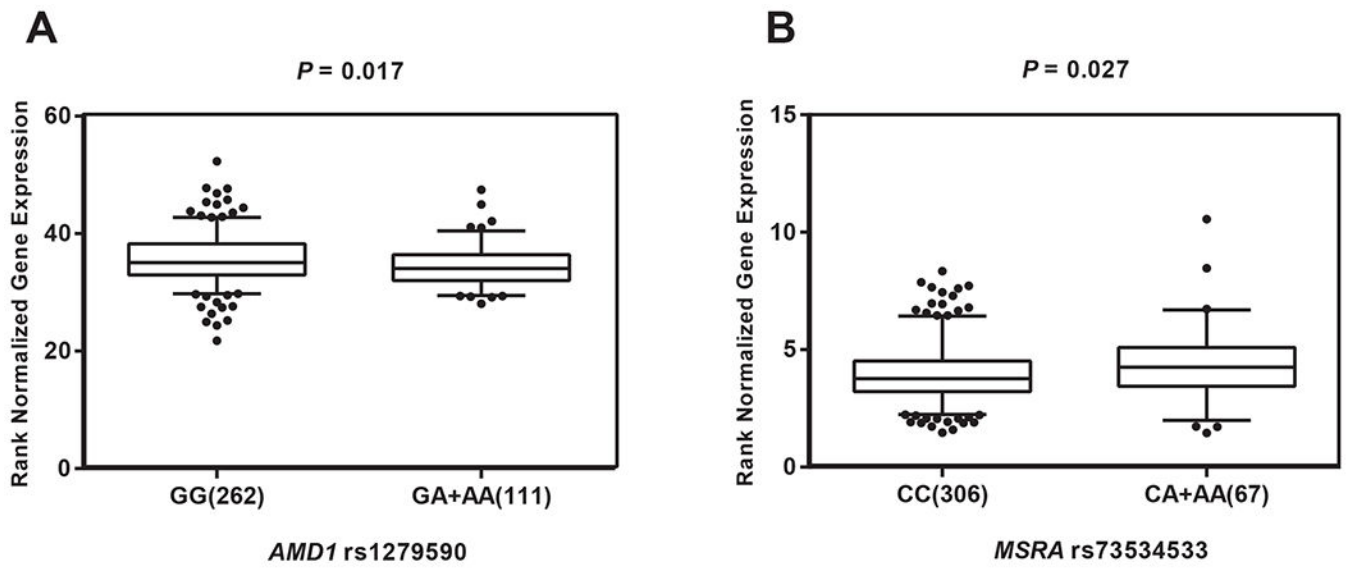 A
P = 0.017
Rank Normalized Gene Expression
60
40
20
0
GG(262)
GA+AA(111)
AMD1 rs1279590
B
P = 0.027
Rank Normalized Gene Expression
15
10
5
0
CC(306)
CA+AA(67)
MSRA rs73534533